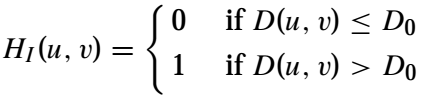 H_I(u, v) = { 0 if D(u, v) ≤ D_0
1 if D(u, v) > D_0